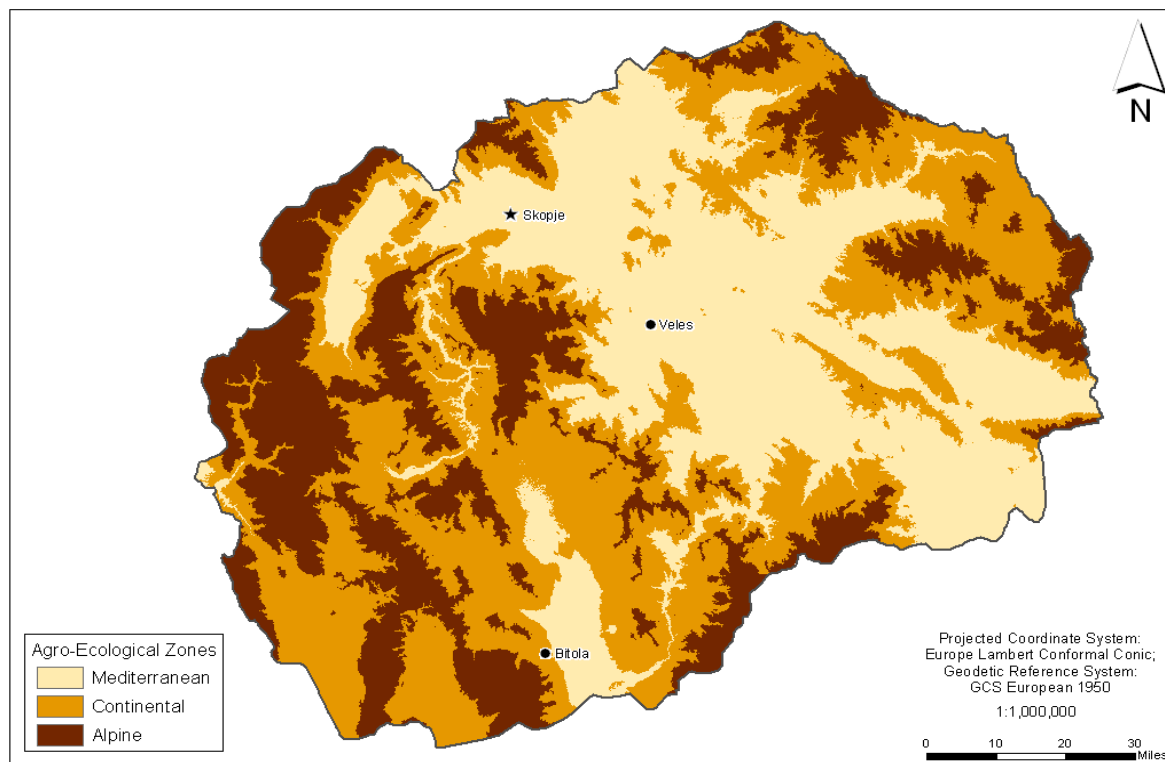 N
Skopje
Veles
Bitola
Agro-Ecological Zones
Mediterranean
Continental
Alpine
Projected Coordinate System:
Europe Lambert Conformal Conic;
Geodetic Reference System:
GCS European 1950
1:1,000,000
0 10 20 30
Miles